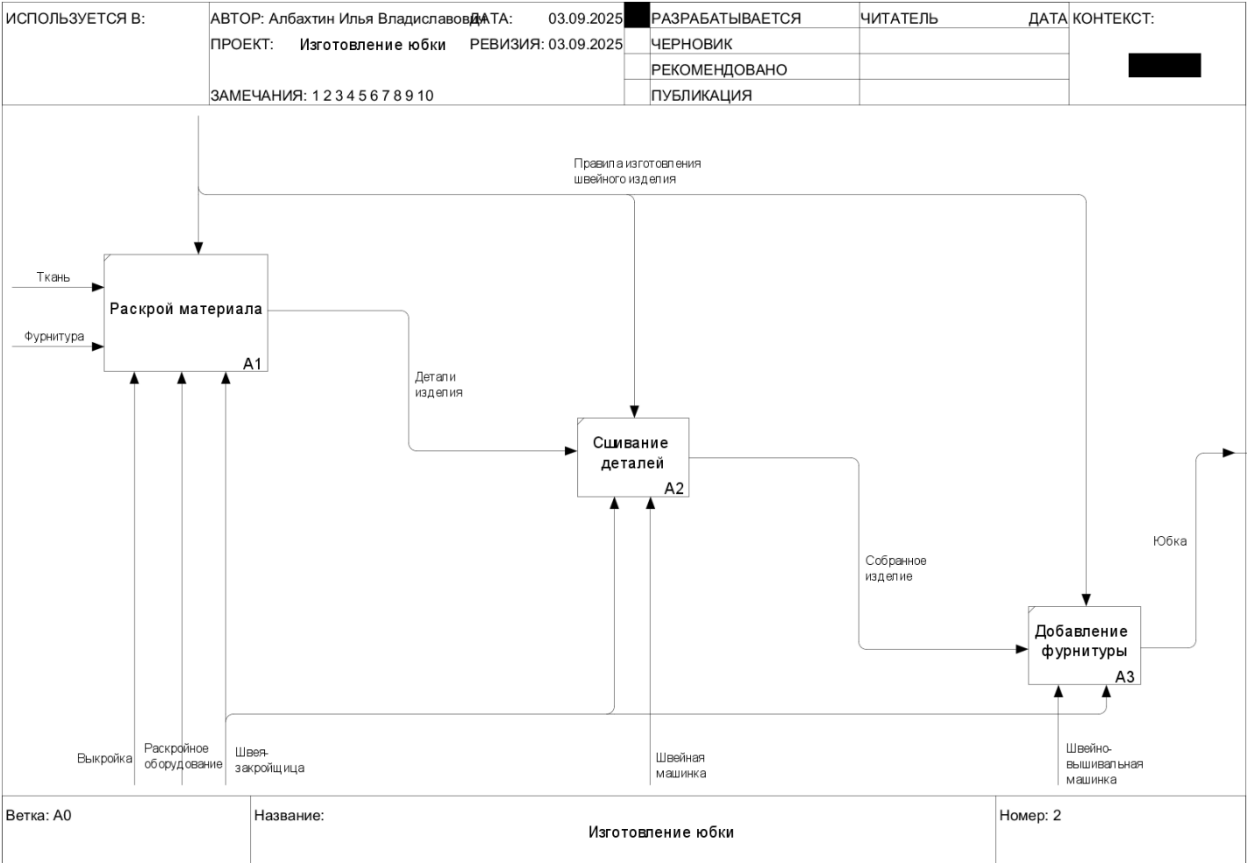 ИСПОЛЬЗУЕТСЯ В:
АВТОР: Албахтин Илья Владиславович
ДАТА: 03.09.2025
РАЗРАБАТЫВАЕТСЯ
ЧИТАТЕЛЬ
ДАТА
КОНТЕКСТ:
ПРОЕКТ: Изготовление юбки
РЕВИЗИЯ: 03.09.2025
ЧЕРНОВИК
РЕКОМЕНДОВАНО
ЗАМЕЧАНИЯ: 1 2 3 4 5 6 7 8 9 10
ПУБЛИКАЦИЯ
Правила изготовления
швейного изделия
Ткань
Фурнитура
Раскрой материала
A1
Детали
изделия
Сшивание
деталей
A2
Собранное
изделие
Юбка
Добавление
фурнитуры
A3
Выкройка
Раскройное
оборудование
Швея-
закройщица
Швейная
машинка
Швейно-
вышивальная
машинка
Ветка: A0
Название:
Изготовление юбки
Номер: 2